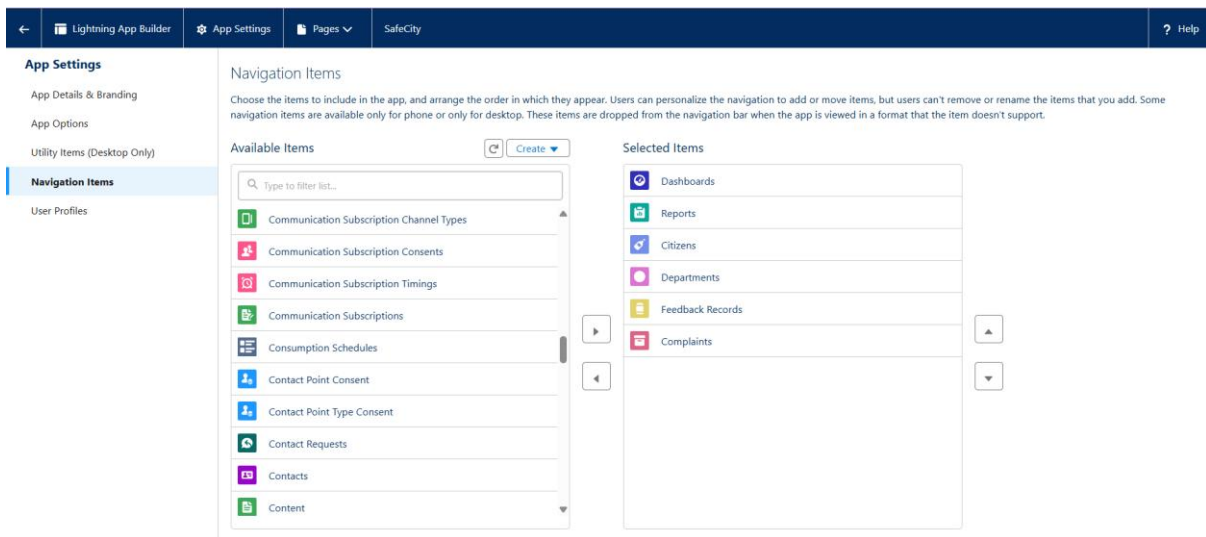 Lightning App Builder App Settings Pages SafeCity ? Help
App Settings
App Details & Branding
App Options
Utility Items (Desktop Only)
Navigation Items
User Profiles
Navigation Items
Choose the items to include in the app, and arrange the order in which they appear. Users can personalize the navigation to add or move items, but users can't remove or rename the items that you add. Some
navigation items are available only for phone or only for desktop. These items are dropped from the navigation bar when the app is viewed in a format that the item doesn't support.
Available Items
Create
Type to filter list...
Communication Subscription Channel Types
Communication Subscription Consents
Communication Subscription Timings
Communication Subscriptions
Consumption Schedules
Contact Point Consent
Contact Point Type Consent
Contact Requests
Contacts
Content
Selected Items
Dashboards
Reports
Citizens
Departments
Feedback Records
Complaints